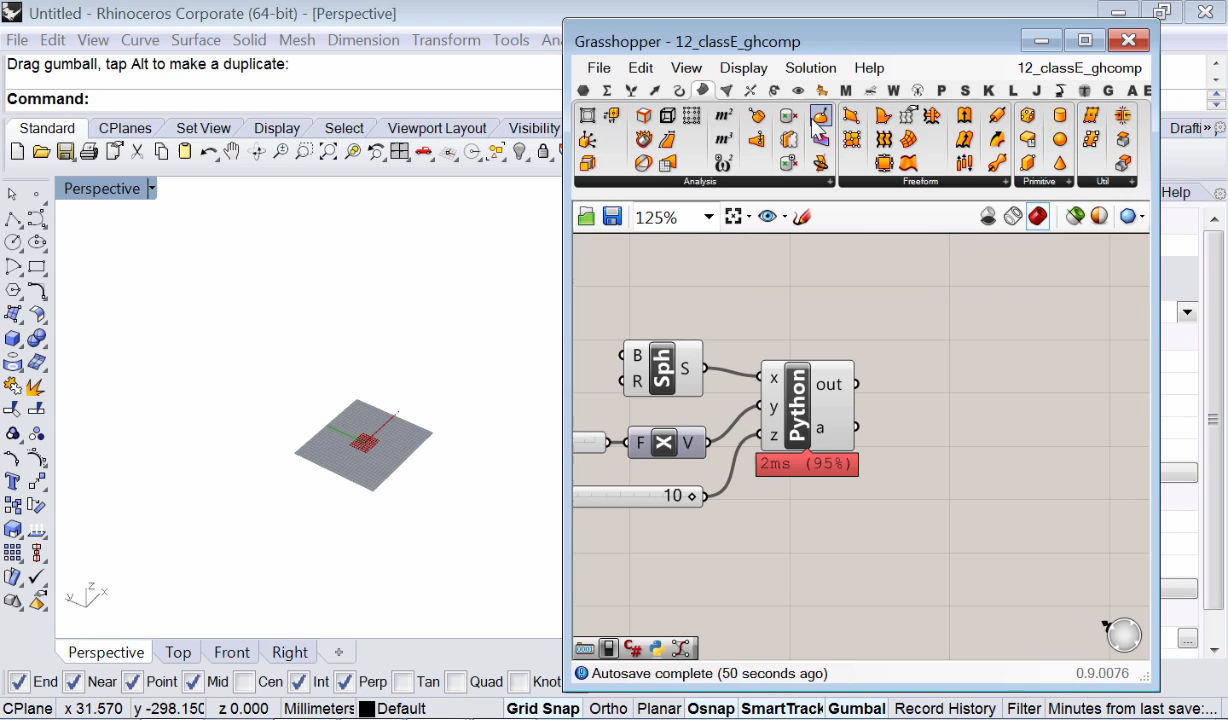 Untitled - Rhinoceros Corporate (64-bit) - [Perspective]
File Edit View Curve Surface Solid Mesh Dimension Transform Tools
Drag gumball, tap Alt to make a duplicate:
Command:
Standard CPlanes Set View Display Select Viewport Layout Visibility
Perspective
z
y x
Perspective Top Front Right
End Near Point Mid Cen Int Perp Tan Quad Knot
CPlane x 31.570 y -298.150 z 0.000 Millimeters Default Grid Snap Ortho Planar Osnap SmartTrack Gumbal Record History Filter Minutes from last save:...
Grasshopper - 12_classE_ghcomp
File Edit View Display Solution Help 12_classE_ghcomp
M W P S K L J G A E
m²
m³
Analysis Freeform Primitive Util
125%
B R Sph S
F X V
10
x y z Python out a
2ms (95%)
Autosave complete (50 seconds ago) 0.9.0076
Help